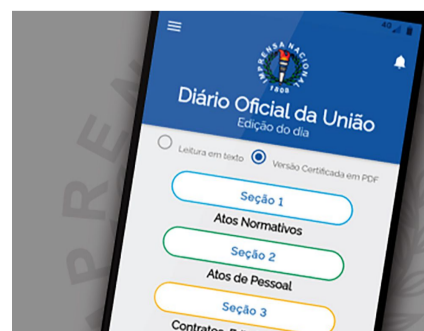 4G
IMPRENSA NACIONAL
1808
Diário Oficial da União
Edição do dia
Leitura em texto
Versão Certificada em PDF
Seção 1
Atos Normativos
Seção 2
Atos de Pessoal
Seção 3